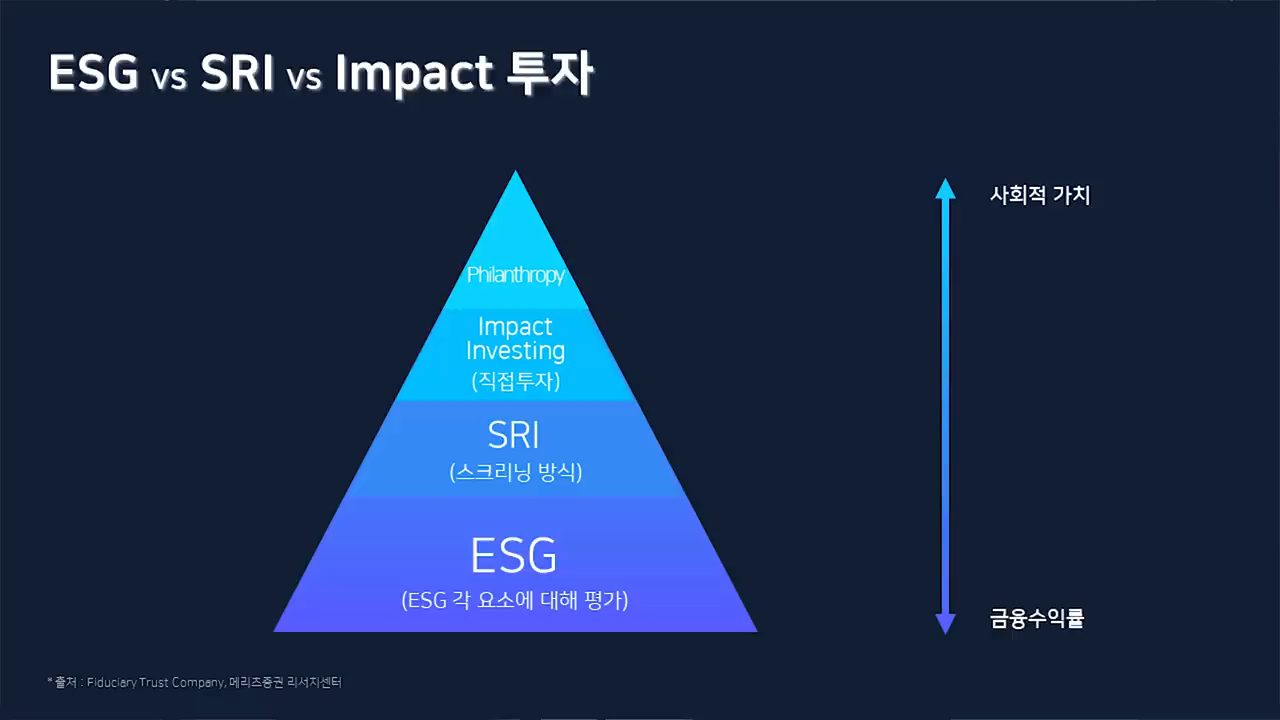 ESG vs SRI vs Impact 투자
사회적 가치
Philanthropy
Impact
Investing
(직접투자)
SRI
(스크리닝 방식)
ESG
(ESG 각 요소에 대해 평가)
금융수익률
* 출처 : Fiduciary Trust Company, 메리츠증권 리서치센터